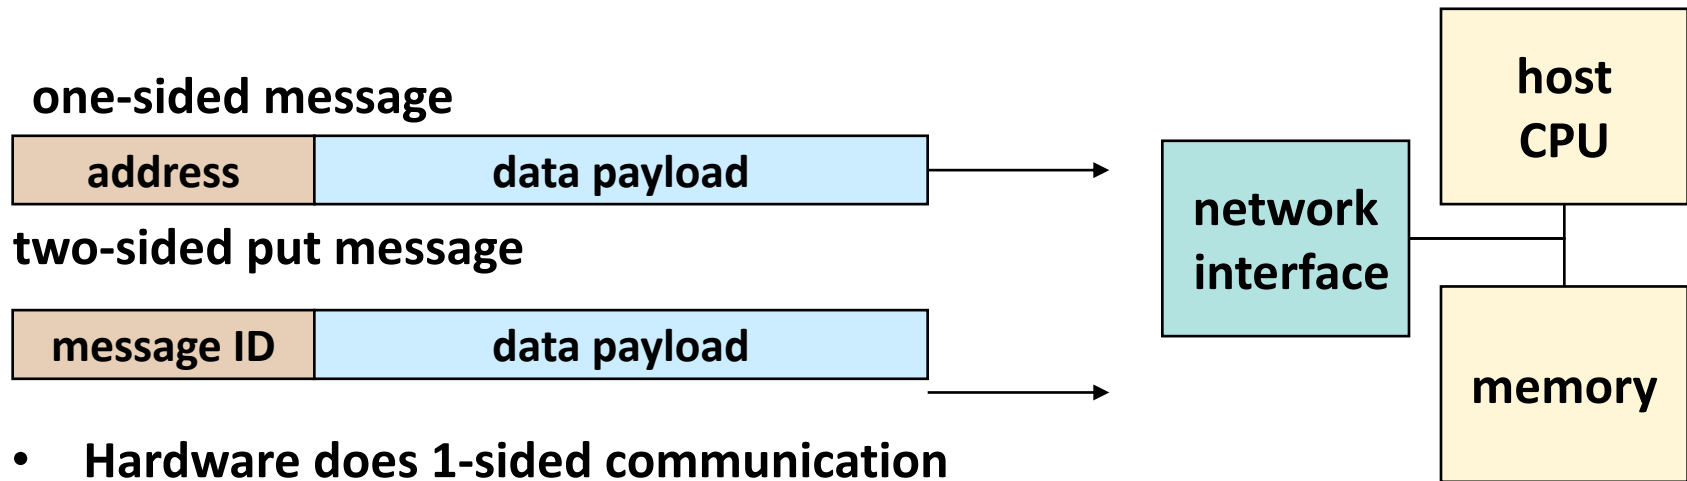 one-sided message
address
data payload
two-sided put message
message ID
data payload
• Hardware does 1-sided communication
network
interface
host
CPU
memory